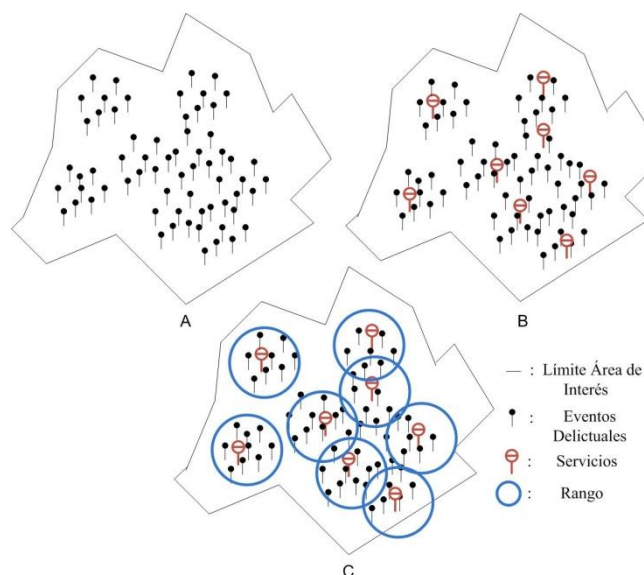 A
B
C
— : Límite Área de
Interés
: Eventos
Delictuales
: Servicios
: Rango